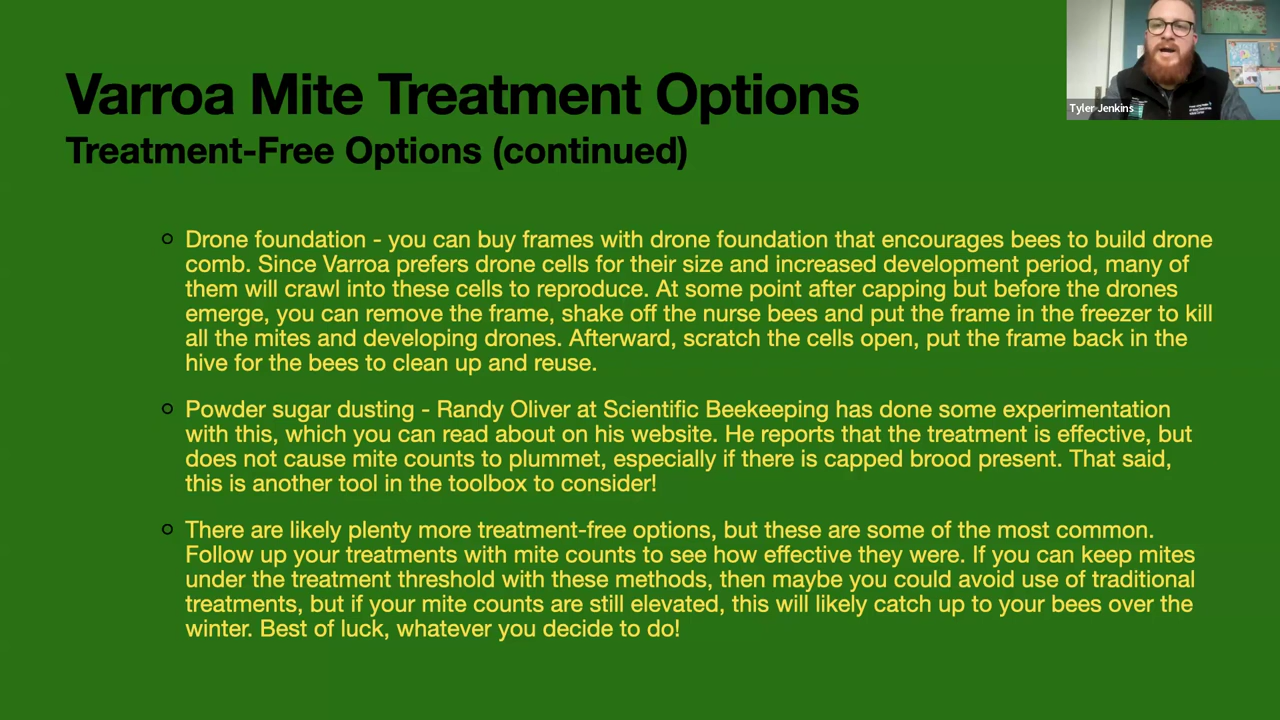 Varroa Mite Treatment Options
Treatment-Free Options (continued)
Tyler Jenkins
Drone foundation - you can buy frames with drone foundation that encourages bees to build drone
comb. Since Varroa prefers drone cells for their size and increased development period, many of
them will crawl into these cells to reproduce. At some point after capping but before the drones
emerge, you can remove the frame, shake off the nurse bees and put the frame in the freezer to kill
all the mites and developing drones. Afterward, scratch the cells open, put the frame back in the
hive for the bees to clean up and reuse.
Powder sugar dusting - Randy Oliver at Scientific Beekeeping has done some experimentation
with this, which you can read about on his website. He reports that the treatment is effective, but
does not cause mite counts to plummet, especially if there is capped brood present. That said,
this is another tool in the toolbox to consider!
There are likely plenty more treatment-free options, but these are some of the most common.
Follow up your treatments with mite counts to see how effective they were. If you can keep mites
under the treatment threshold with these methods, then maybe you could avoid use of traditional
treatments, but if your mite counts are still elevated, this will likely catch up to your bees over the
winter. Best of luck, whatever you decide to do!